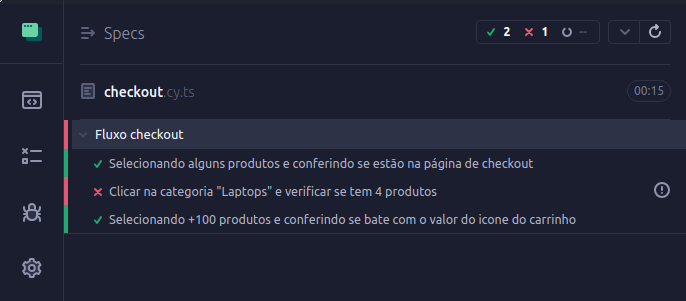 Specs
2 1 --
checkout.cy.ts
00:15
Fluxo checkout
Selecionando alguns produtos e conferindo se estão na página de checkout
Clicar na categoria "Laptops" e verificar se tem 4 produtos
Selecionando +100 produtos e conferindo se bate com o valor do icone do carrinho